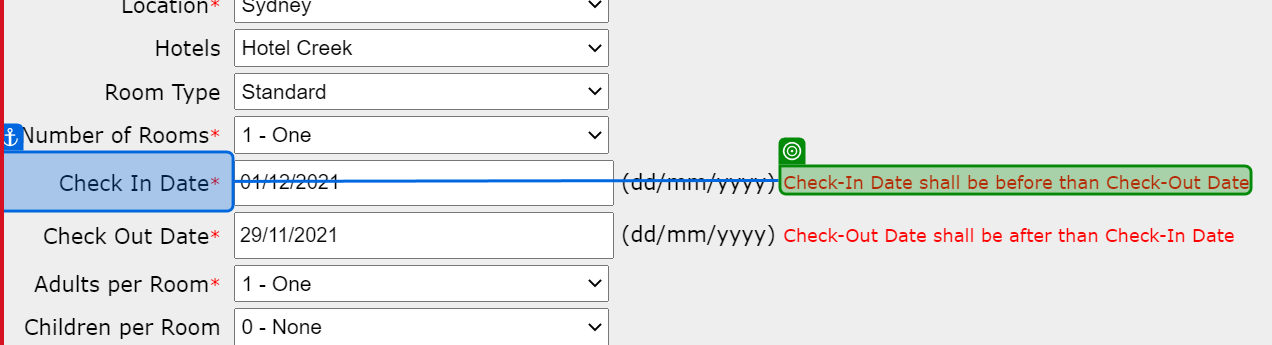 Location* Sydney
Hotels Hotel Creek
Room Type Standard
Number of Rooms* 1 - One
Check In Date* 01/12/2021 (dd/mm/yyyy) Check-In Date shall be before than Check-Out Date
Check Out Date* 29/11/2021 (dd/mm/yyyy) Check-Out Date shall be after than Check-In Date
Adults per Room* 1 - One
Children per Room 0 - None